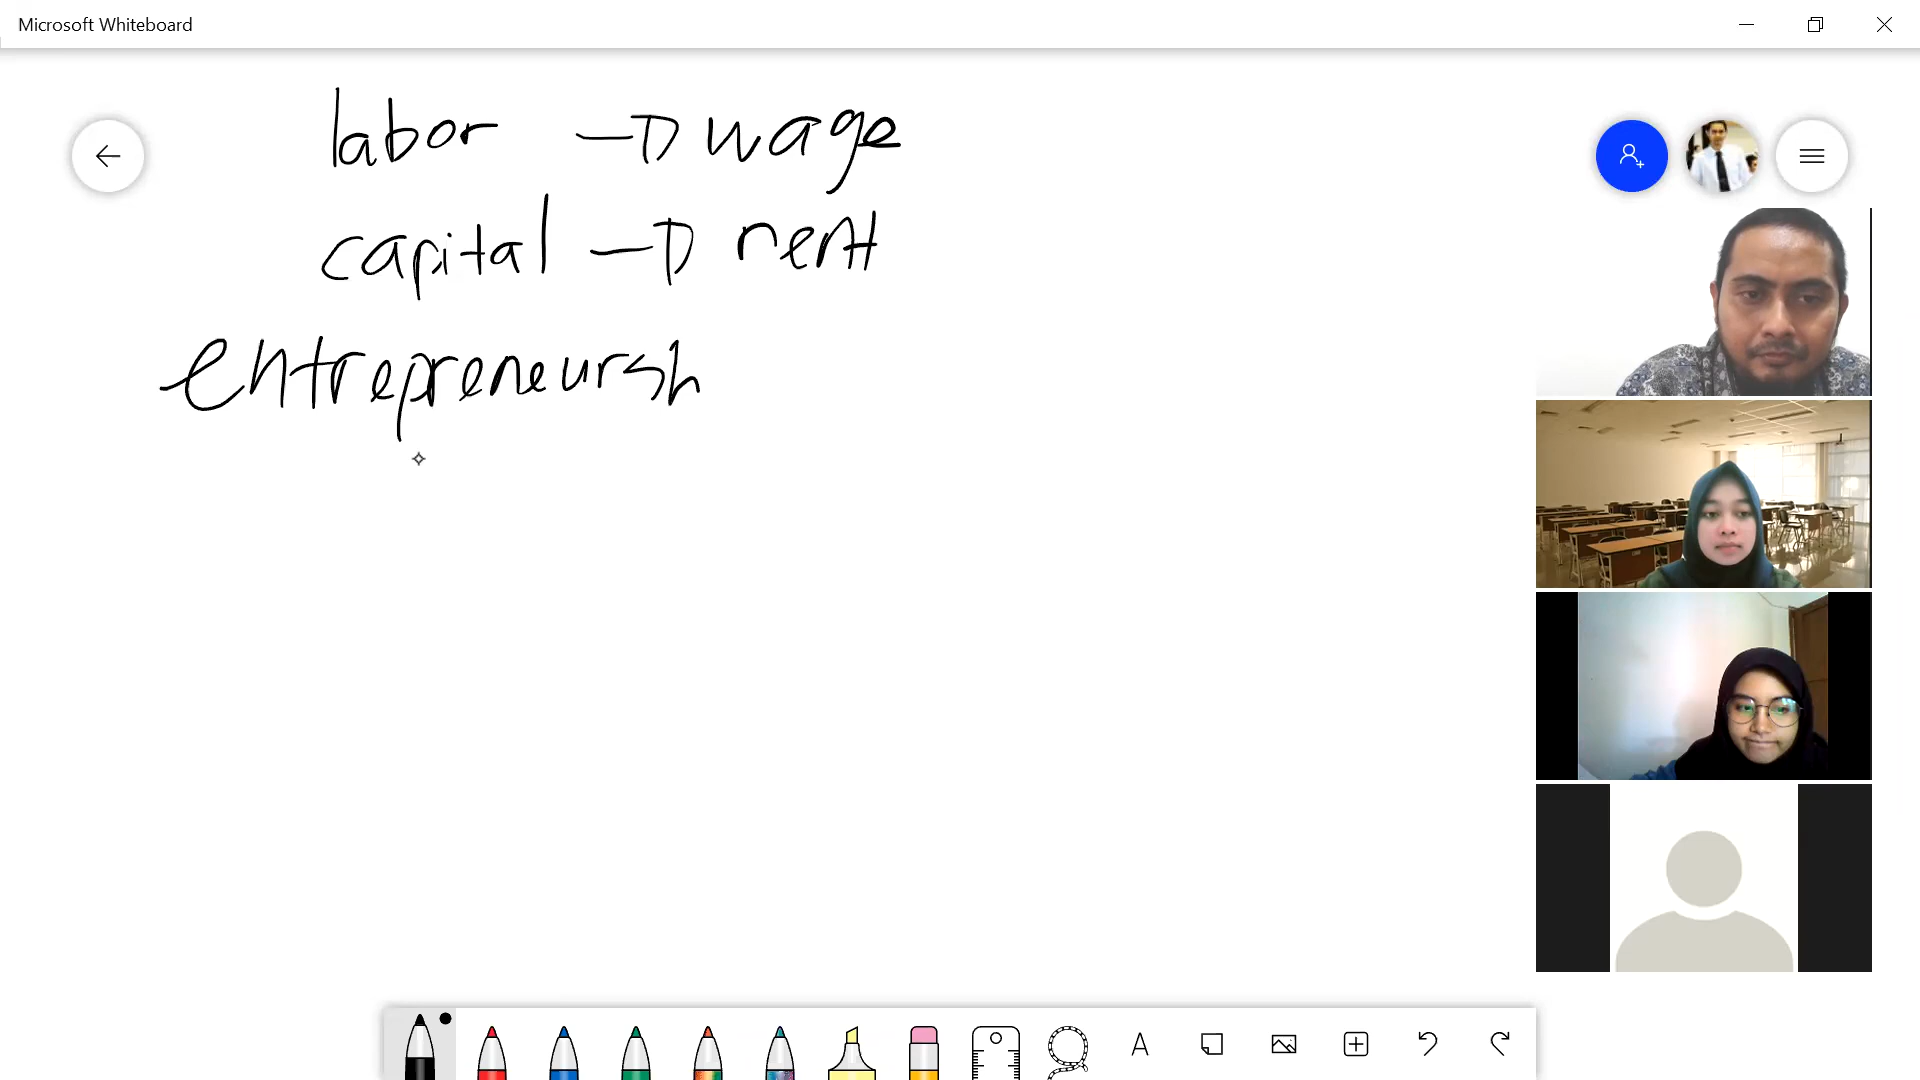 Microsoft Whiteboard
labor → wage
capital → rent
entrepreneursh
A